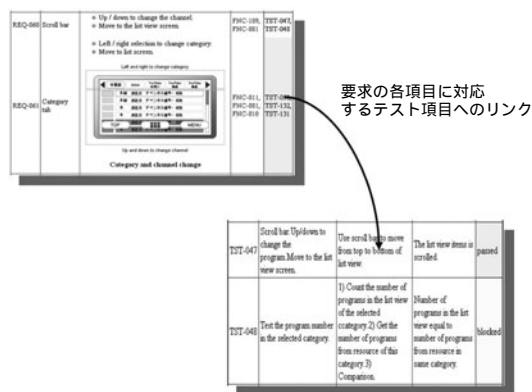 REQ-060 Scroll bar
Up / down to change the channel.
Move to the list view screen.
FNC-189,
FNC-081
TST-047,
TST-048
REQ-061 Category
tab
Left / right selection to change category.
Move to list screen.
Left and right to change category
TOP
MENU
Up and down to change channel
Category and channel change
FNC-011,
FNC-081,
FNC-010
TST-132,
TST-131
要求の各項目に対応
するテスト項目へのリンク
TST-047
Scroll bar.Up/down to
change the
program.Move to the list
view screen.
Use scroll bar to move
from top to bottom of
list view.
The list view items is
scrolled.
passed
TST-048
Test the program number
in the selected category.
1) Count the number of
programs in the list view
of the selected
category.2) Get the
number of programs
from resource of this
category.3)
Comparison.
Number of
programs in the list
view equal to
number of programs
from resource in
same category.
blocked